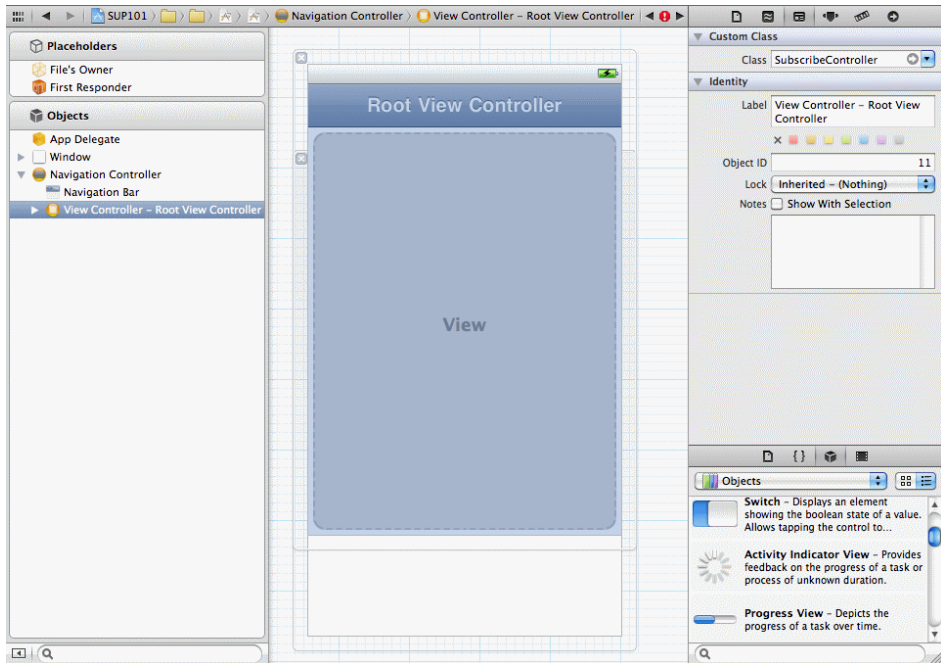 SUP101
Navigation Controller
View Controller – Root View Controller
Placeholders
File's Owner
First Responder
Objects
App Delegate
Window
Navigation Controller
Navigation Bar
View Controller – Root View Controller
Root View Controller
View
Custom Class
Class SubscribeController
Identity
Label View Controller – Root View
Controller
Object ID 11
Lock Inherited – (Nothing)
Notes Show With Selection
{}
Objects
Switch – Displays an element
showing the boolean state of a value.
Allows tapping the control to...
Activity Indicator View – Provides
feedback on the progress of a task or
process of unknown duration.
Progress View – Depicts the
progress of a task over time.